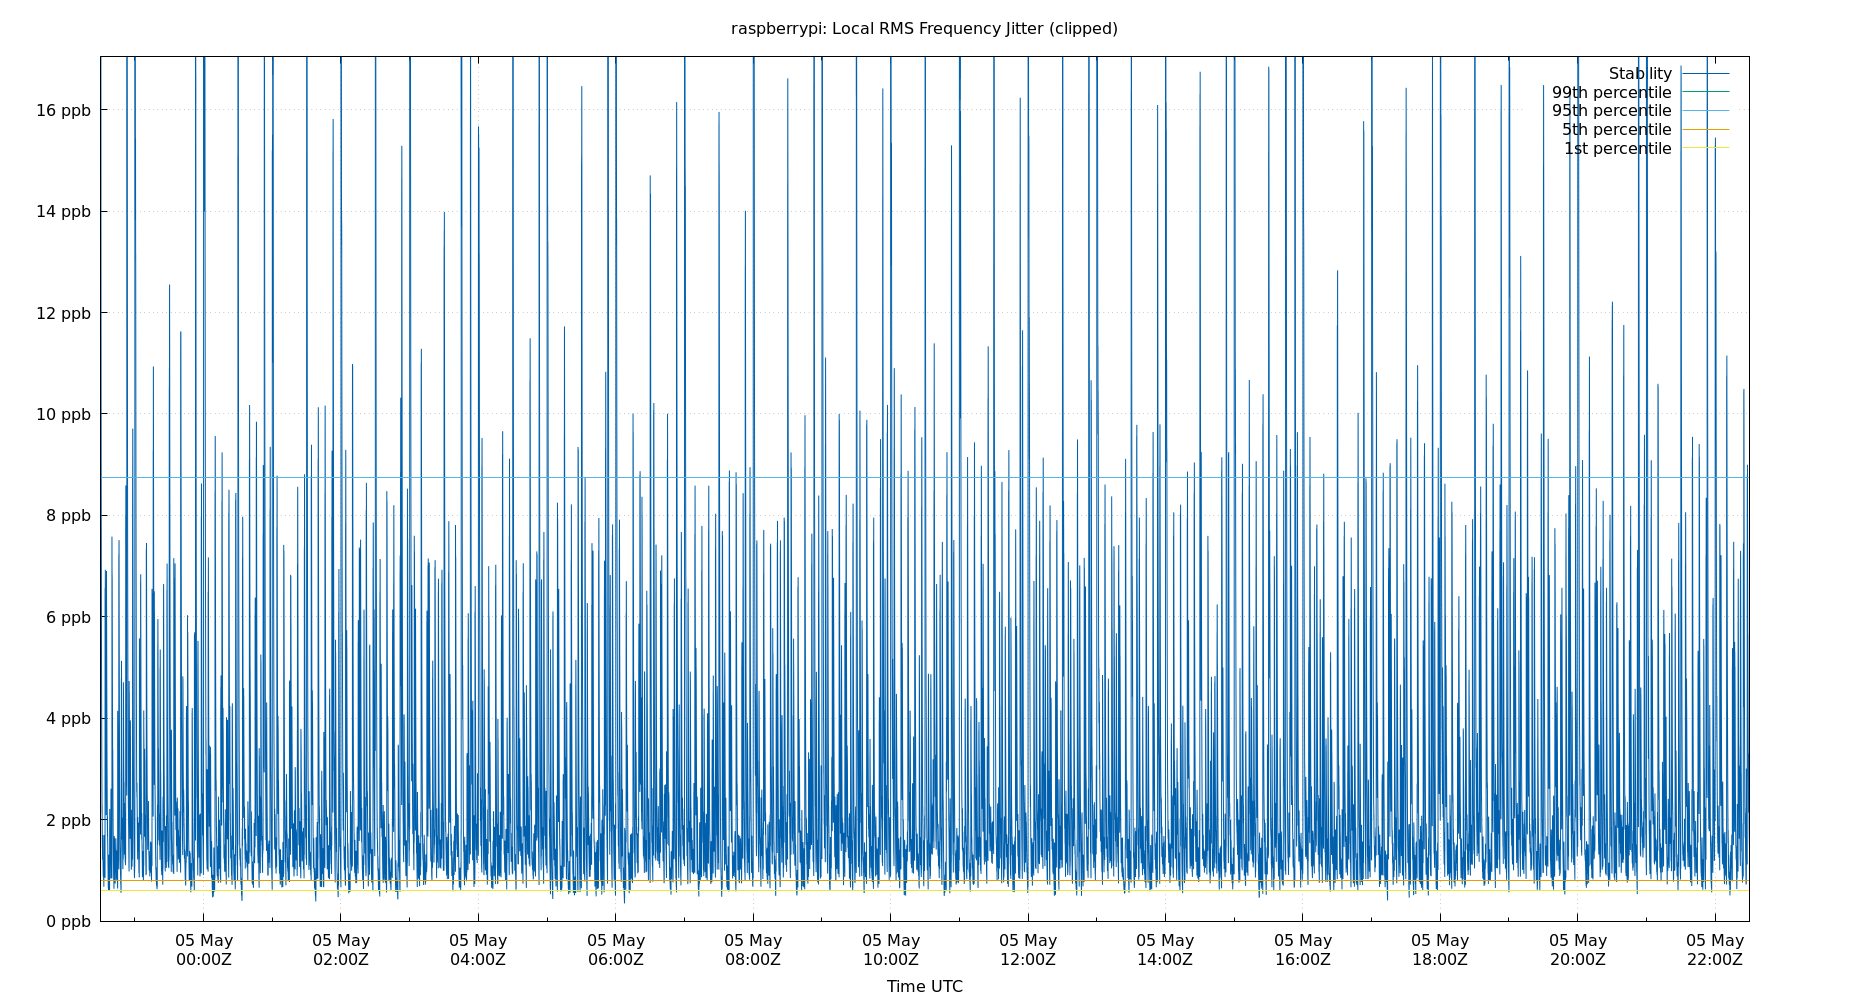 raspberrypi: Local RMS Frequency Jitter (clipped)
Stability
99th percentile
95th percentile
5th percentile
1st percentile
16 ppb
14 ppb
12 ppb
10 ppb
8 ppb
6 ppb
4 ppb
2 ppb
0 ppb
05 May 05 May 05 May 05 May 05 May 05 May 05 May 05 May 05 May 05 May 05 May 05 May
00:00Z 02:00Z 04:00Z 06:00Z 08:00Z 10:00Z 12:00Z 14:00Z 16:00Z 18:00Z 20:00Z 22:00Z
Time UTC